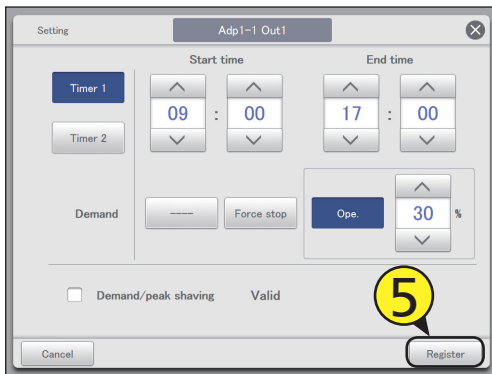 Setting Adp1-1 Out1
Start time End time
Timer 1 09 : 00 17 : 00
Timer 2
Demand ---- Force stop Ope. 30 %
Demand/peak shaving Valid
5
Cancel Register